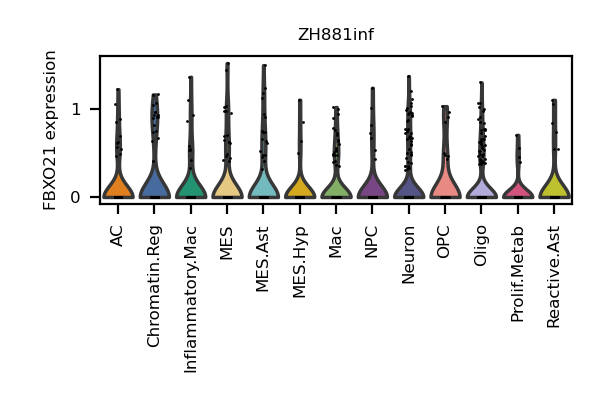 ZH881inf
FBXO21 expression
1
0
AC
Chromatin.Reg
Inflammatory.Mac
MES
MES.Ast
MES.Hyp
Mac
NPC
Neuron
OPC
Oligo
Prolif.Metab
Reactive.Ast